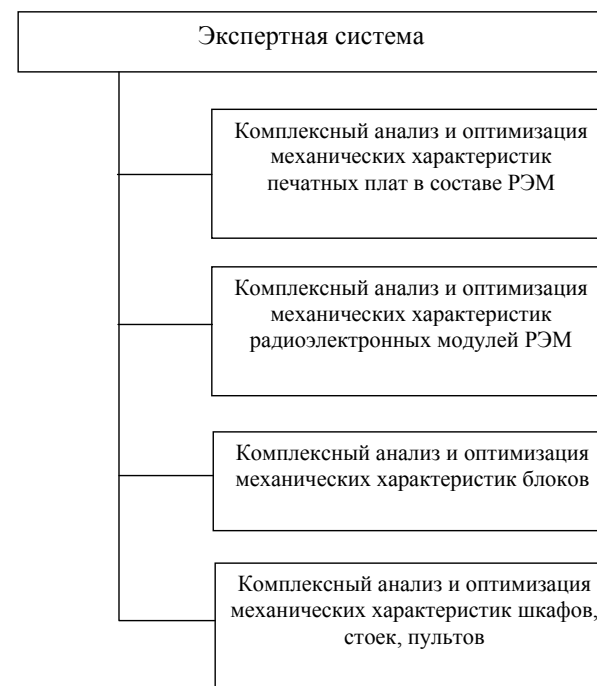 Экспертная система
Комплексный анализ и оптимизация
механических характеристик
печатных плат в составе РЭМ
Комплексный анализ и оптимизация
механических характеристик
радиоэлектронных модулей РЭМ
Комплексный анализ и оптимизация
механических характеристик блоков
Комплексный анализ и оптимизация
механических характеристик шкафов,
стоек, пультов